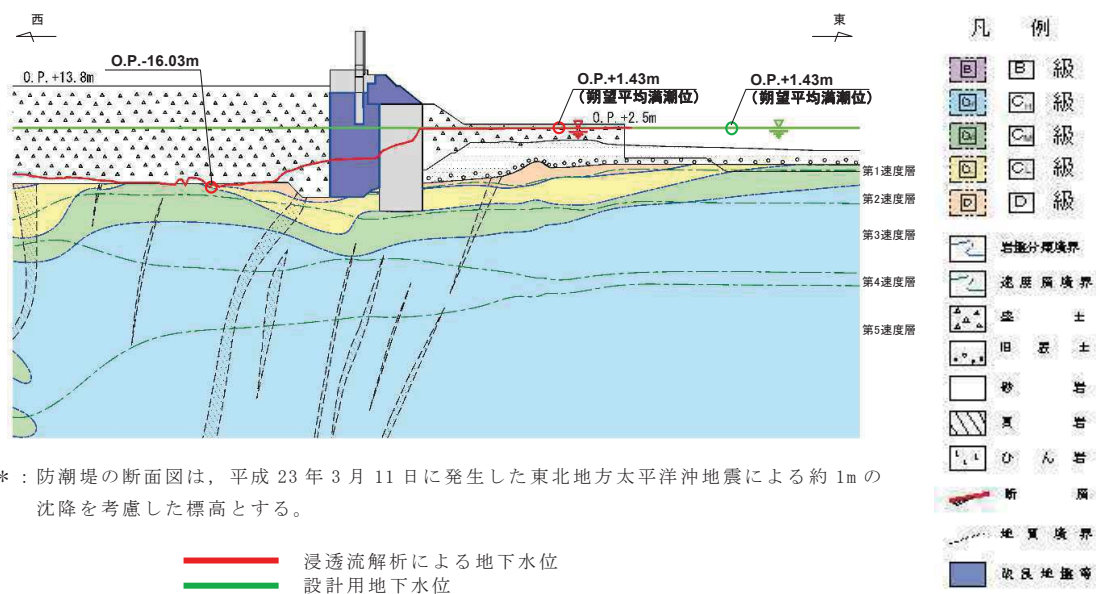 西
東
O.P.-16.03m
O.P.+13.8m
O.P.+1.43m
(朔望平均満潮位)
O.P.+1.43m
(朔望平均満潮位)
O.P.+2.5m
第1速度層
第2速度層
第3速度層
第4速度層
第5速度層
凡 例
B B 級
CH 級
CM 級
CL 級
D D 級
岩盤分類境界
速度層境界
盛土
旧表土
砂岩
頁岩
ひん岩
断層
地質境界
改良地盤等
*:防潮堤の断面図は,平成 23 年 3 月 11 日に発生した東北地方太平洋沖地震による約 1m の
沈降を考慮した標高とする。
浸透流解析による地下水位
設計用地下水位